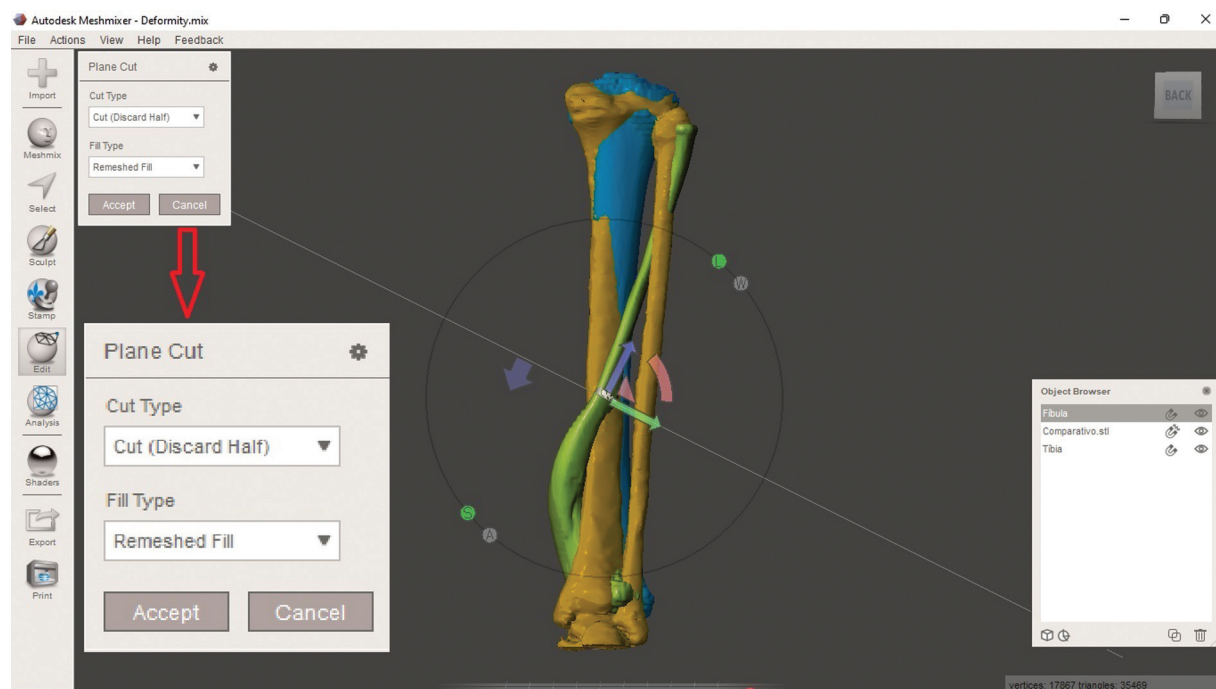 Autodesk Meshmixer - Deformity.mix
File Actions View Help Feedback
Import
Meshmix
Select
Sculpt
Stamp
Edit
Analysis
Shaders
Export
Print
Plane Cut
Cut Type
Cut (Discard Half)
Fill Type
Remeshed Fill
Accept Cancel
Plane Cut
Cut Type
Cut (Discard Half)
Fill Type
Remeshed Fill
Accept Cancel
BACK
L
W
S
A
Object Browser
Fíbula
Comparativo.stl
Tíbia
vertices: 17867 triangles: 35469